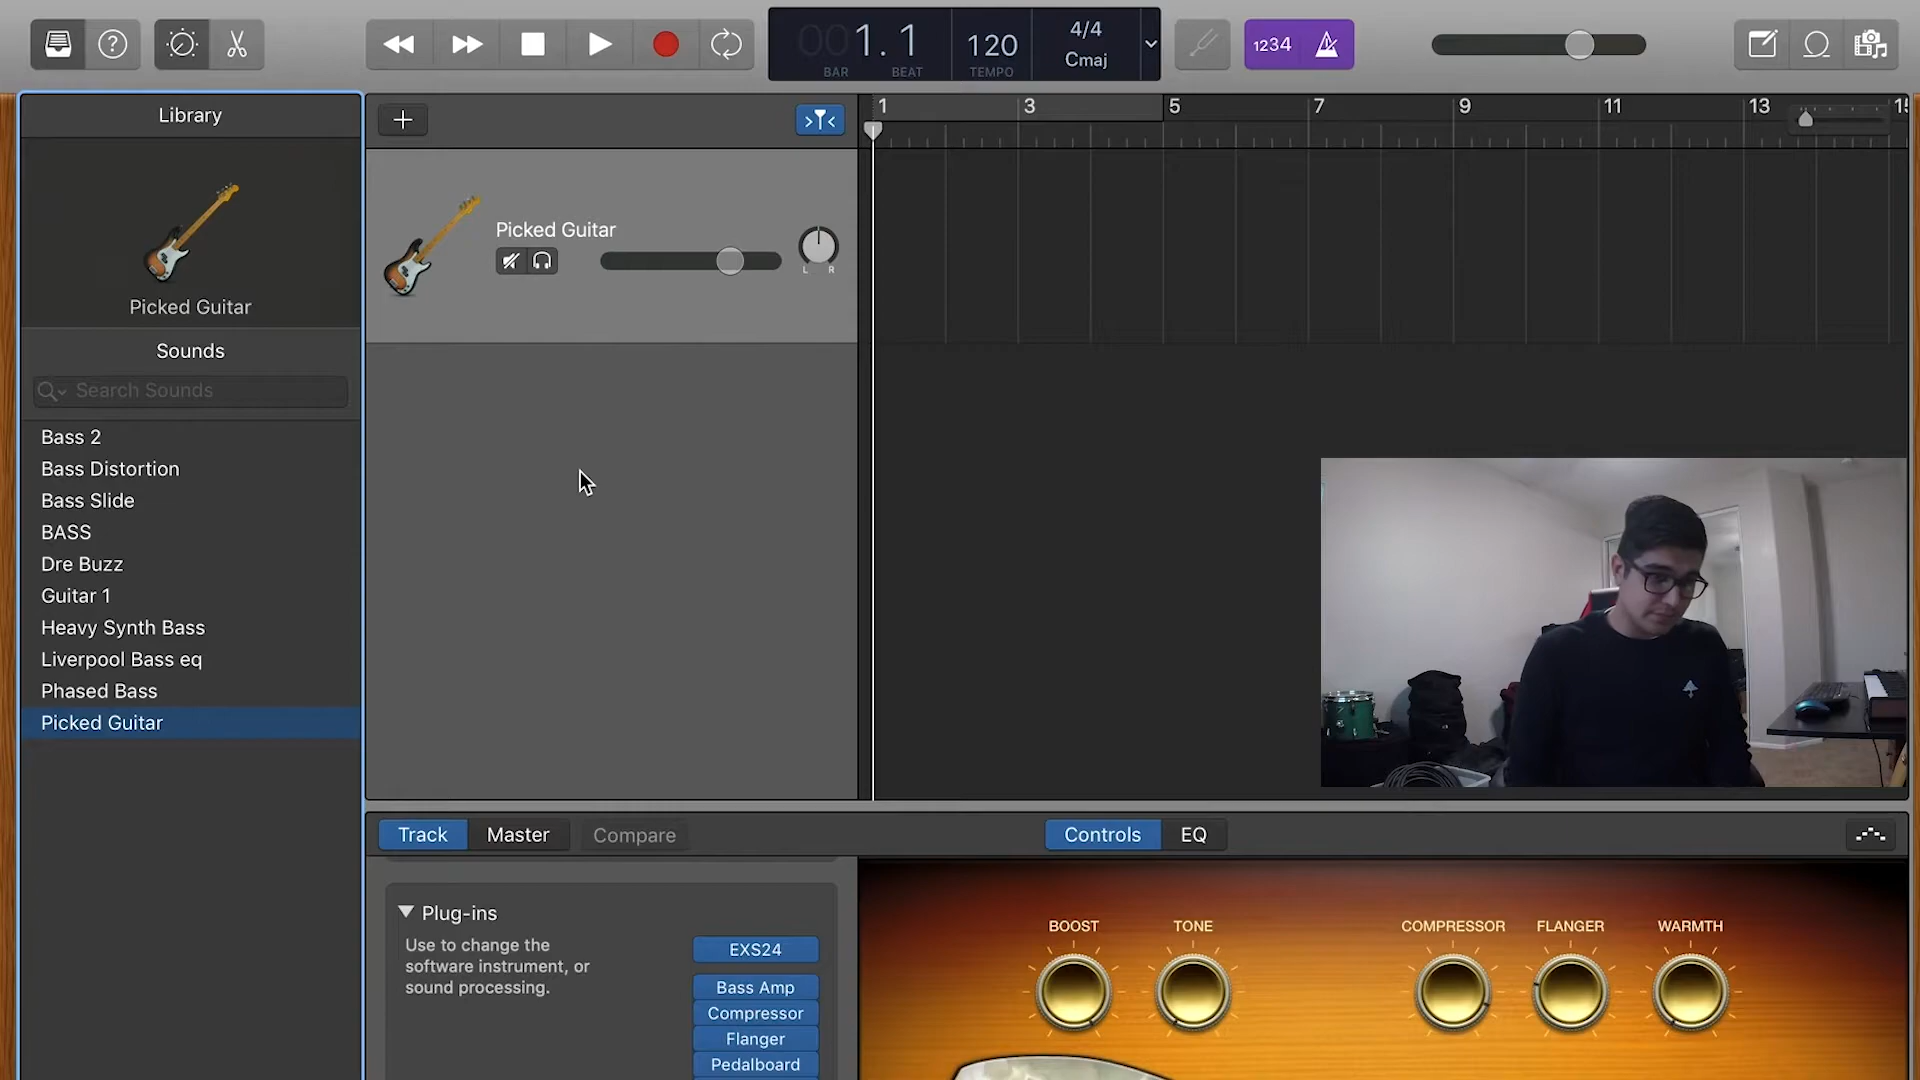 001. 1
BAR BEAT
120
TEMPO
4/4
Cmaj
1234
Library
1 3 5 7 9 11 13 15
Picked Guitar
L R
Picked Guitar
Sounds
Search Sounds
Bass 2
Bass Distortion
Bass Slide
BASS
Dre Buzz
Guitar 1
Heavy Synth Bass
Liverpool Bass eq
Phased Bass
Picked Guitar
Track Master Compare
Controls EQ
Plug-ins
Use to change the
software instrument, or
sound processing.
EXS24
Bass Amp
Compressor
Flanger
Pedalboard
BOOST TONE COMPRESSOR FLANGER WARMTH